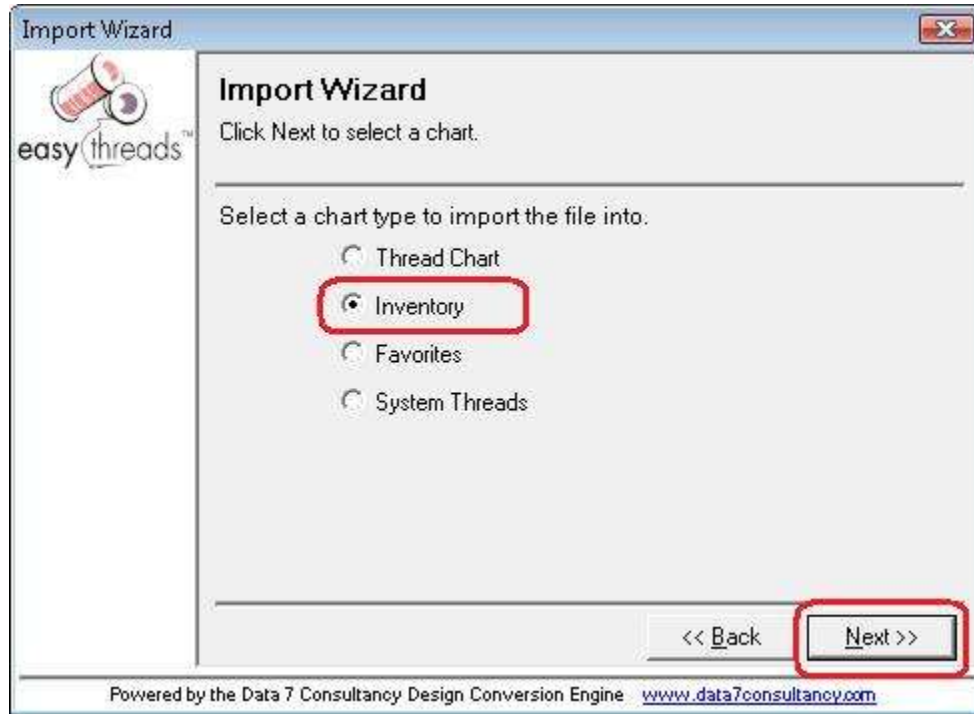 Import Wizard
easy threads™
Import Wizard
Click Next to select a chart.
Select a chart type to import the file into.
Thread Chart
Inventory
Favorites
System Threads
<< Back
Next >>
Powered by the Data 7 Consultancy Design Conversion Engine www.data7consultancy.com